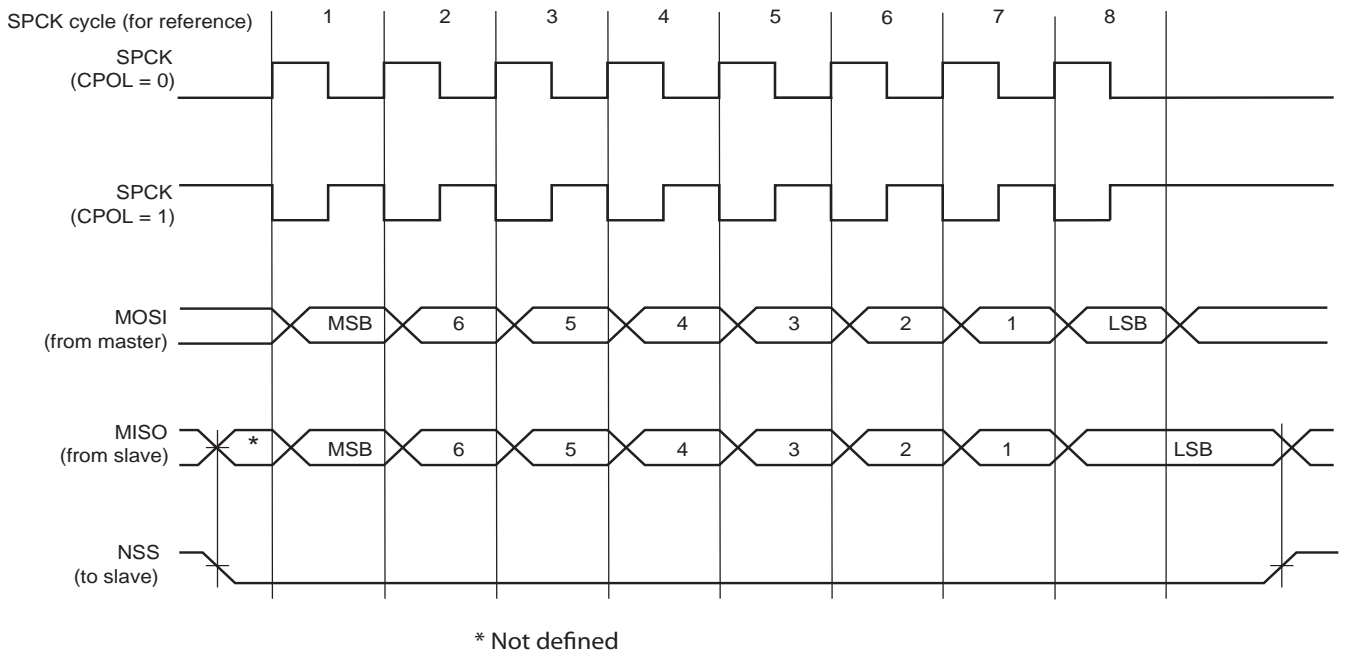 SPCK cycle (for reference) 1 2 3 4 5 6 7 8
SPCK
(CPOL = 0)
SPCK
(CPOL = 1)
MOSI
(from master)
MSB 6 5 4 3 2 1 LSB
MISO
(from slave)
* MSB 6 5 4 3 2 1 LSB
NSS
(to slave)
* Not defined